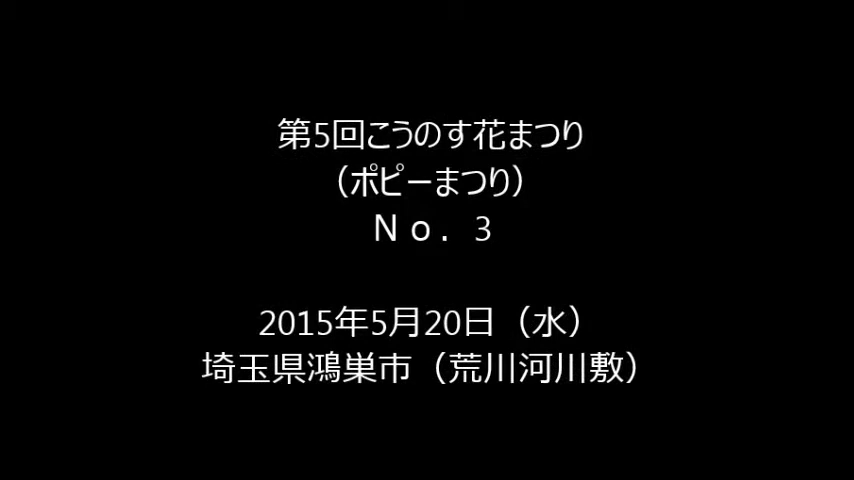 第5回こうのす花まつり
（ポピーまつり）
Ｎｏ．3
2015年5月20日（水）
埼玉県鴻巣市（荒川河川敷）